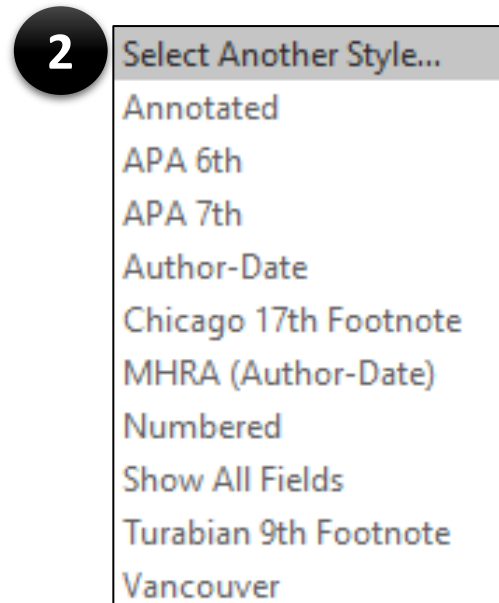 2
Select Another Style...
Annotated
APA 6th
APA 7th
Author-Date
Chicago 17th Footnote
MHRA (Author-Date)
Numbered
Show All Fields
Turabian 9th Footnote
Vancouver